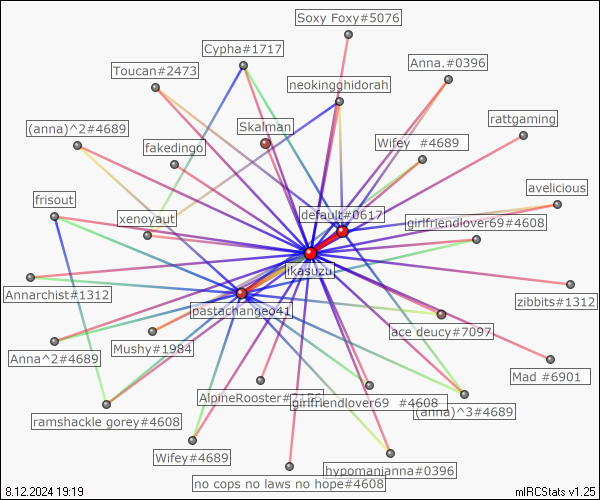 Soxy Foxy#5076
Cypha#1717
Anna.#0396
Toucan#2473
neokingghidorah
rattgaming
Skalman
(anna)^2#4689
fakedingo
Wifey #4689
avelicious
frisout
xenoyaut
default#0617
girlfriendlover69#4608
likasuzu
Annarchist#1312
zibbits#1312
pastachangeo41
ace deucy#7097
Mushy#1984
Anna^2#4689
Mad #6901
AlpineRooster#
girlfriendlover69 #4608
(anna)^3#4689
ramshackle gorey#4608
Wifey#4689
hypomanianna#0396
no cops no laws no hope#4608
8.12.2024 19:19
mIRCStats v1.25